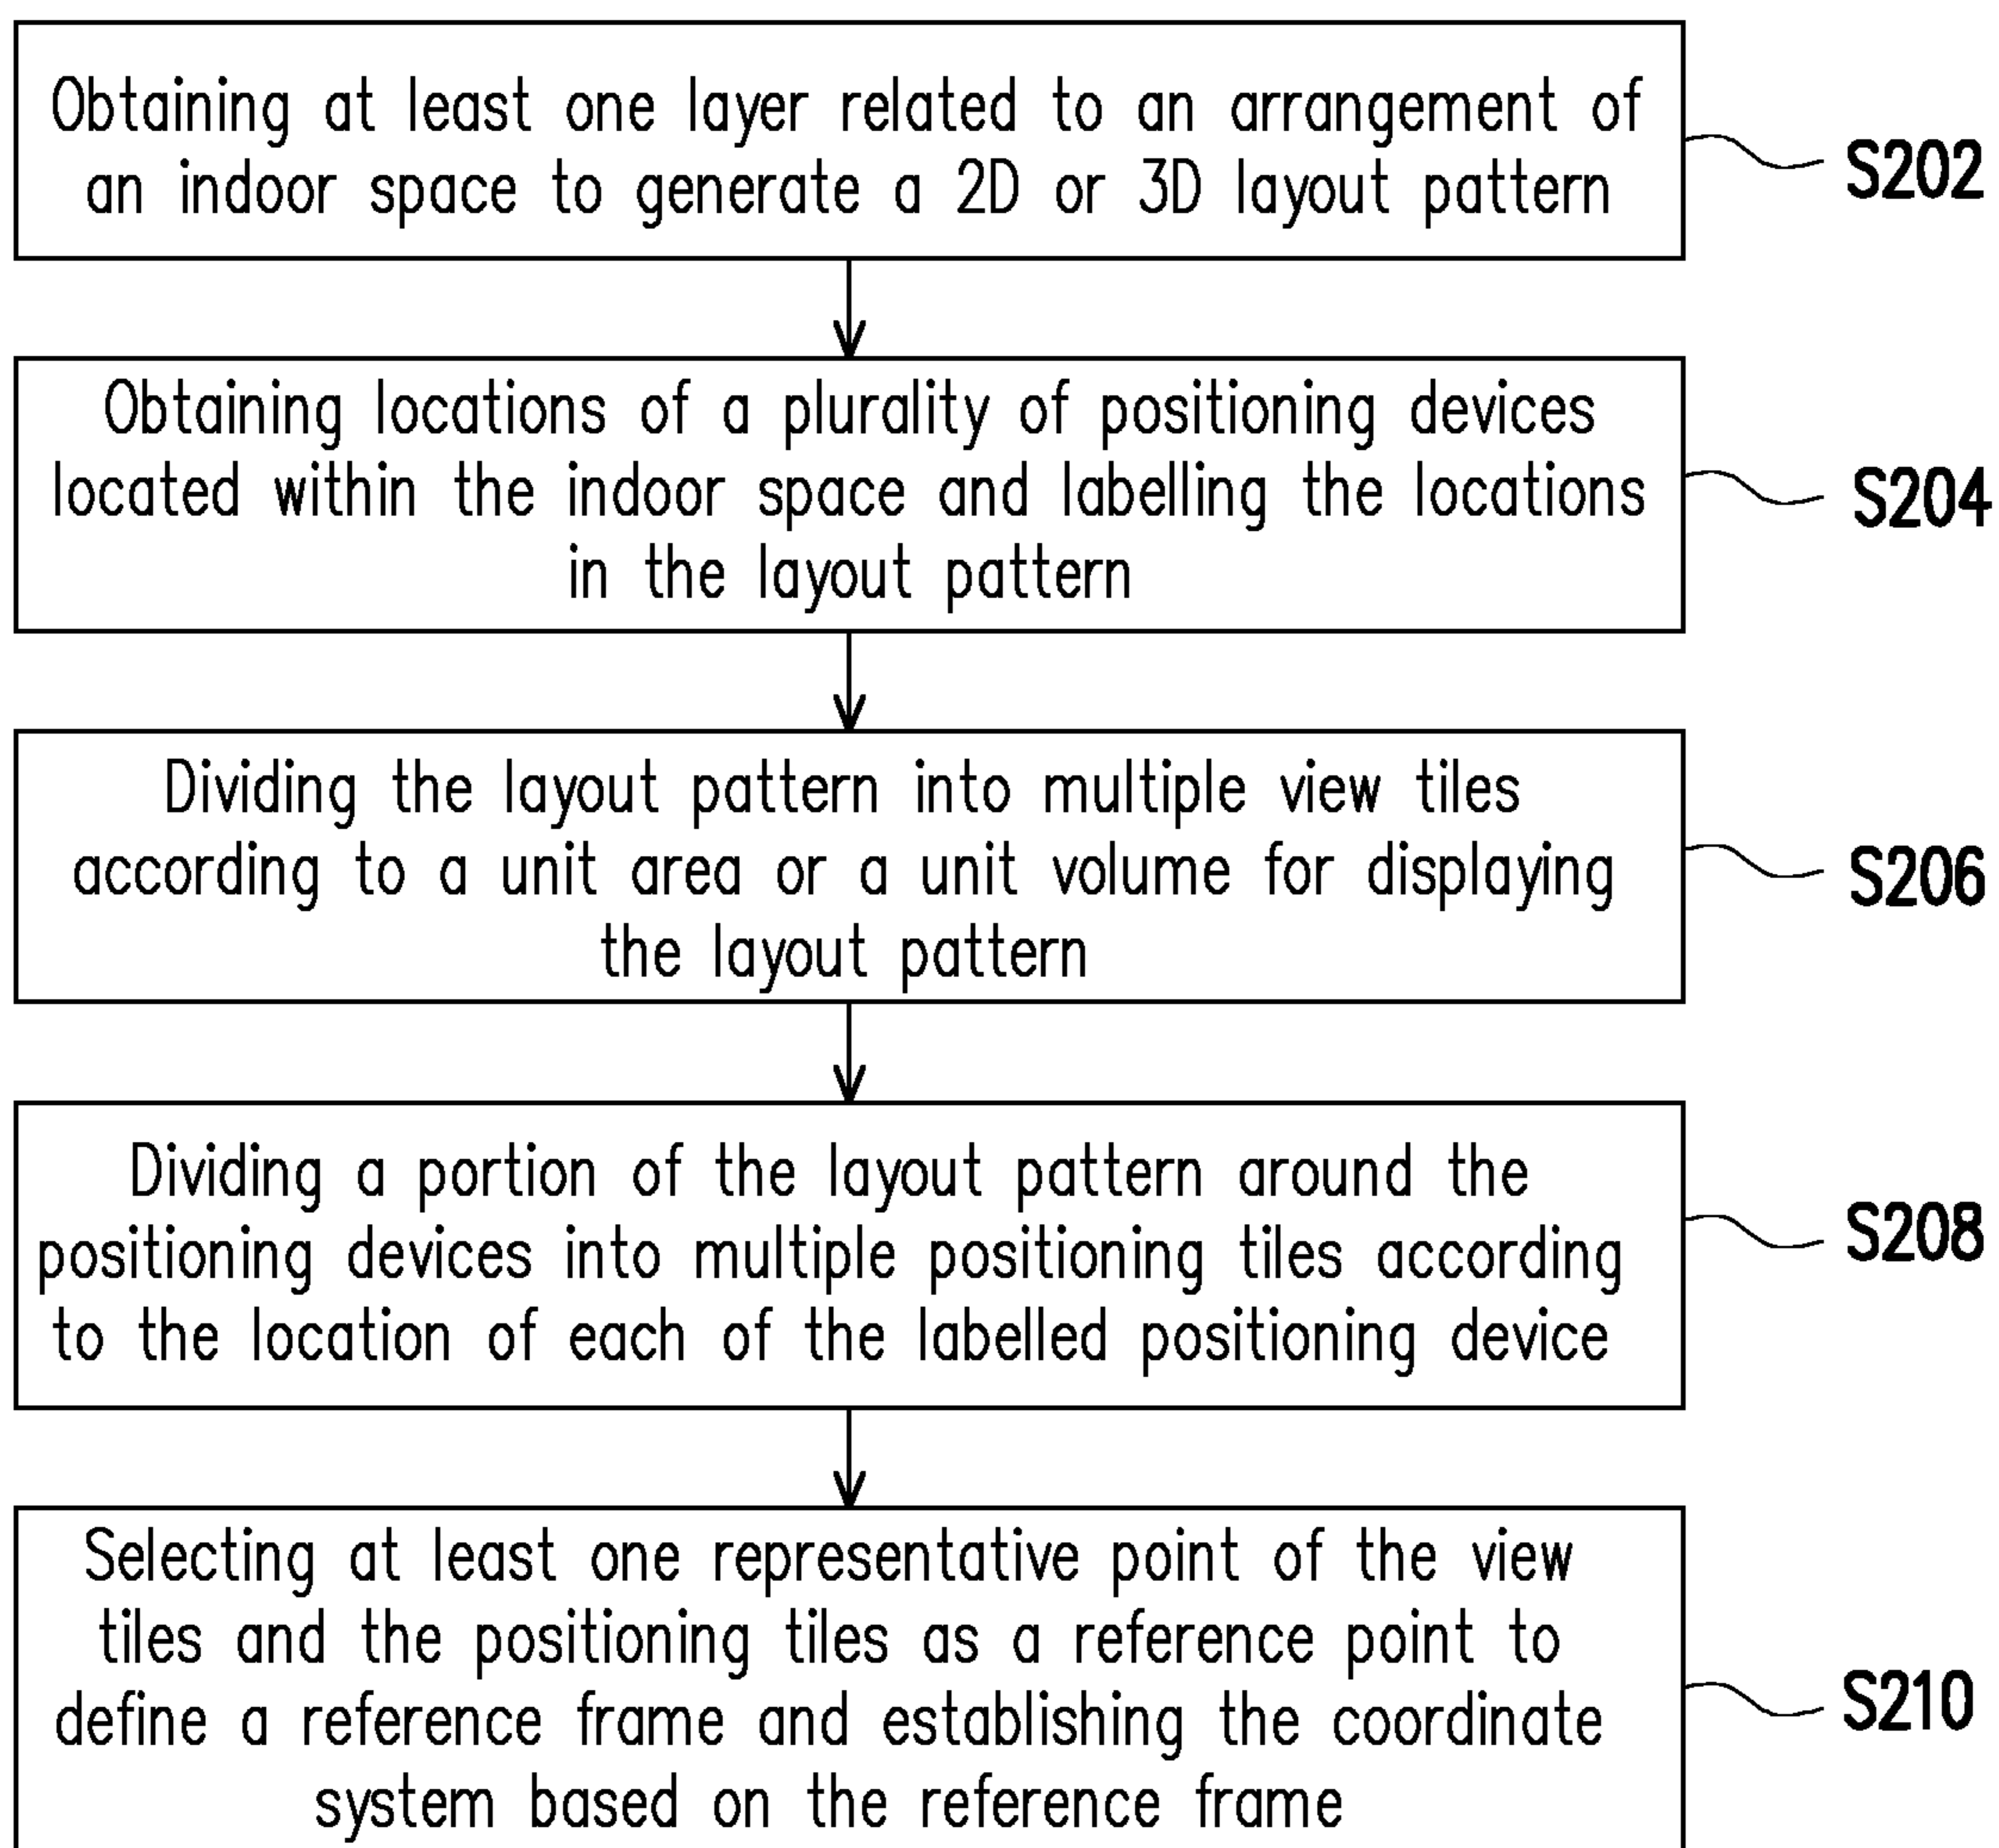 Obtaining at least one layer related to an arrangement of
an indoor space to generate a 2D or 3D layout pattern
S202
Obtaining locations of a plurality of positioning devices
located within the indoor space and labelling the locations
in the layout pattern
S204
Dividing the layout pattern into multiple view tiles
according to a unit area or a unit volume for displaying
the layout pattern
S206
Dividing a portion of the layout pattern around the
positioning devices into multiple positioning tiles according
to the location of each of the labelled positioning device
S208
Selecting at least one representative point of the view
tiles and the positioning tiles as a reference point to
define a reference frame and establishing the coordinate
system based on the reference frame
S210